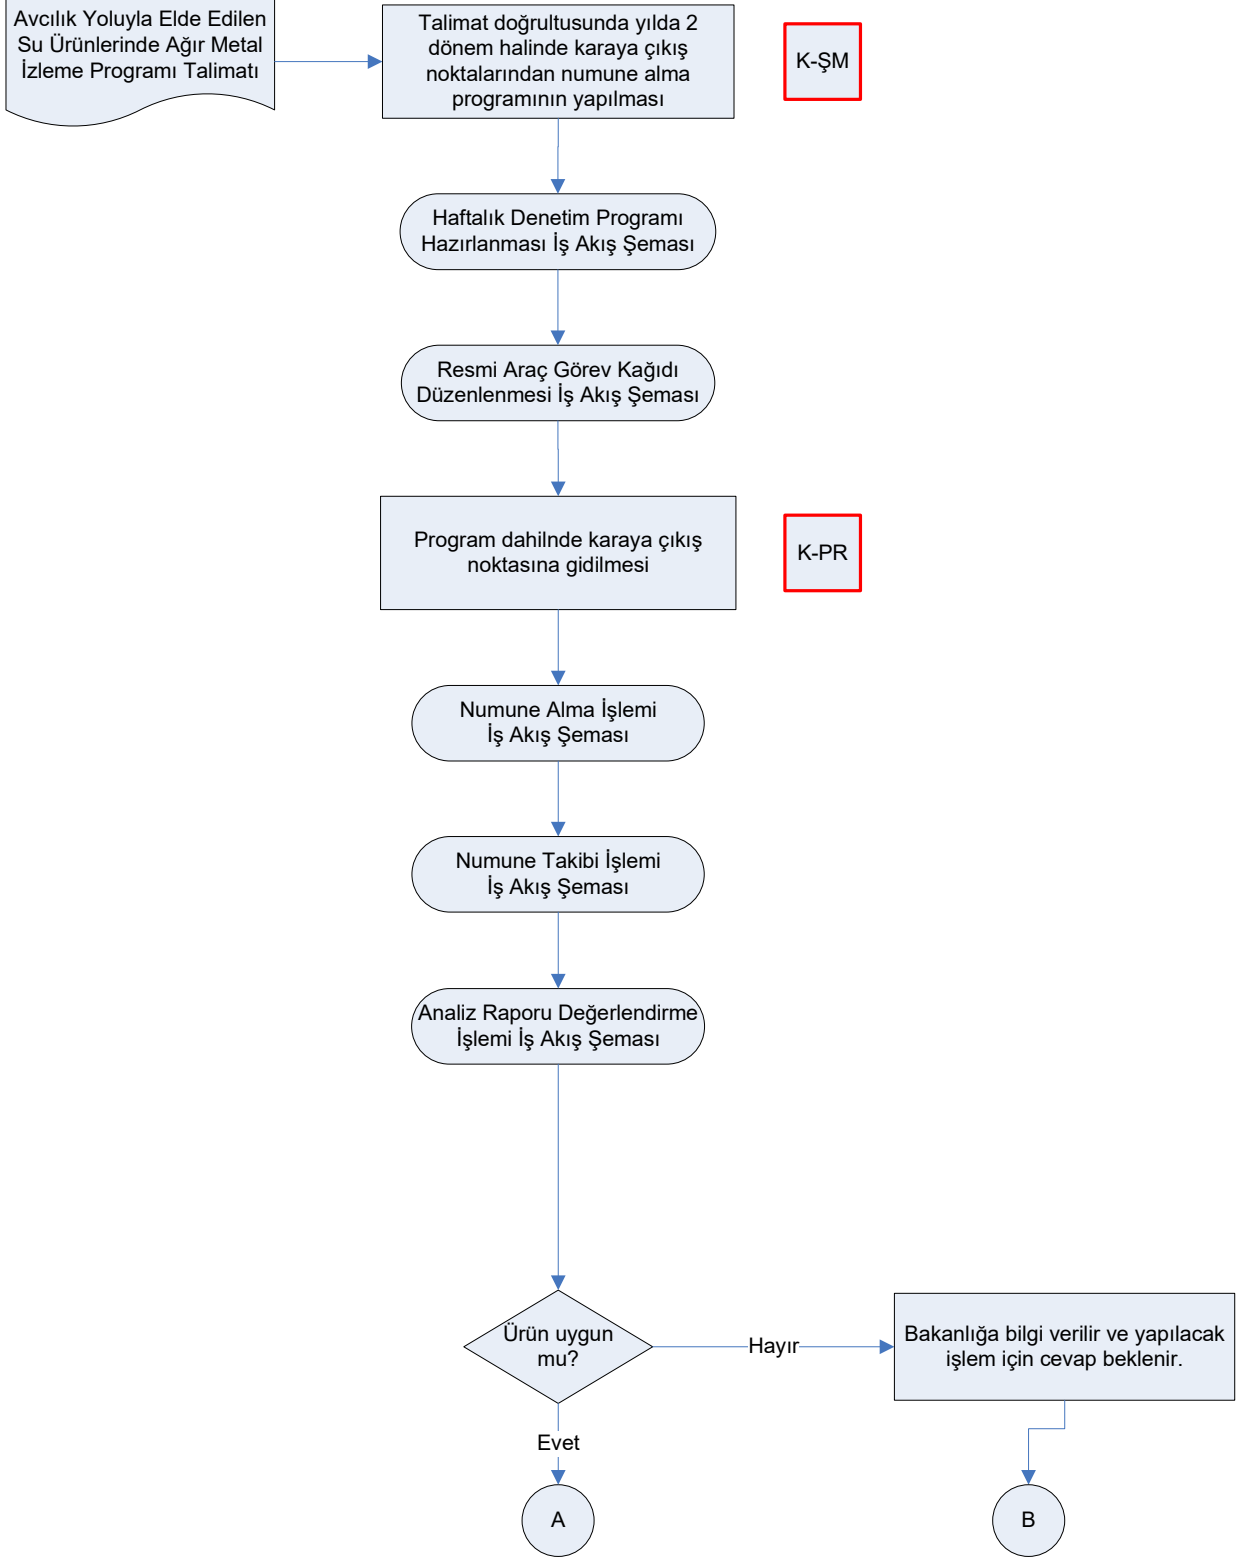 Avcılık Yoluyla Elde Edilen
Su Ürünlerinde Ağır Metal
İzleme Programı Talimatı
Talimat doğrultusunda yılda 2
dönem halinde karaya çıkış
noktalarından numune alma
programının yapılması
K-ŞM
Haftalık Denetim Programı
Hazırlanması İş Akış Şeması
Resmi Araç Görev Kağıdı
Düzenlenmesi İş Akış Şeması
Program dahilnde karaya çıkış
noktasına gidilmesi
K-PR
Numune Alma İşlemi
İş Akış Şeması
Numune Takibi İşlemi
İş Akış Şeması
Analiz Raporu Değerlendirme
İşlemi İş Akış Şeması
Ürün uygun
mu?
Hayır
Bakanlığa bilgi verilir ve yapılacak
işlem için cevap beklenir.
Evet
A
B